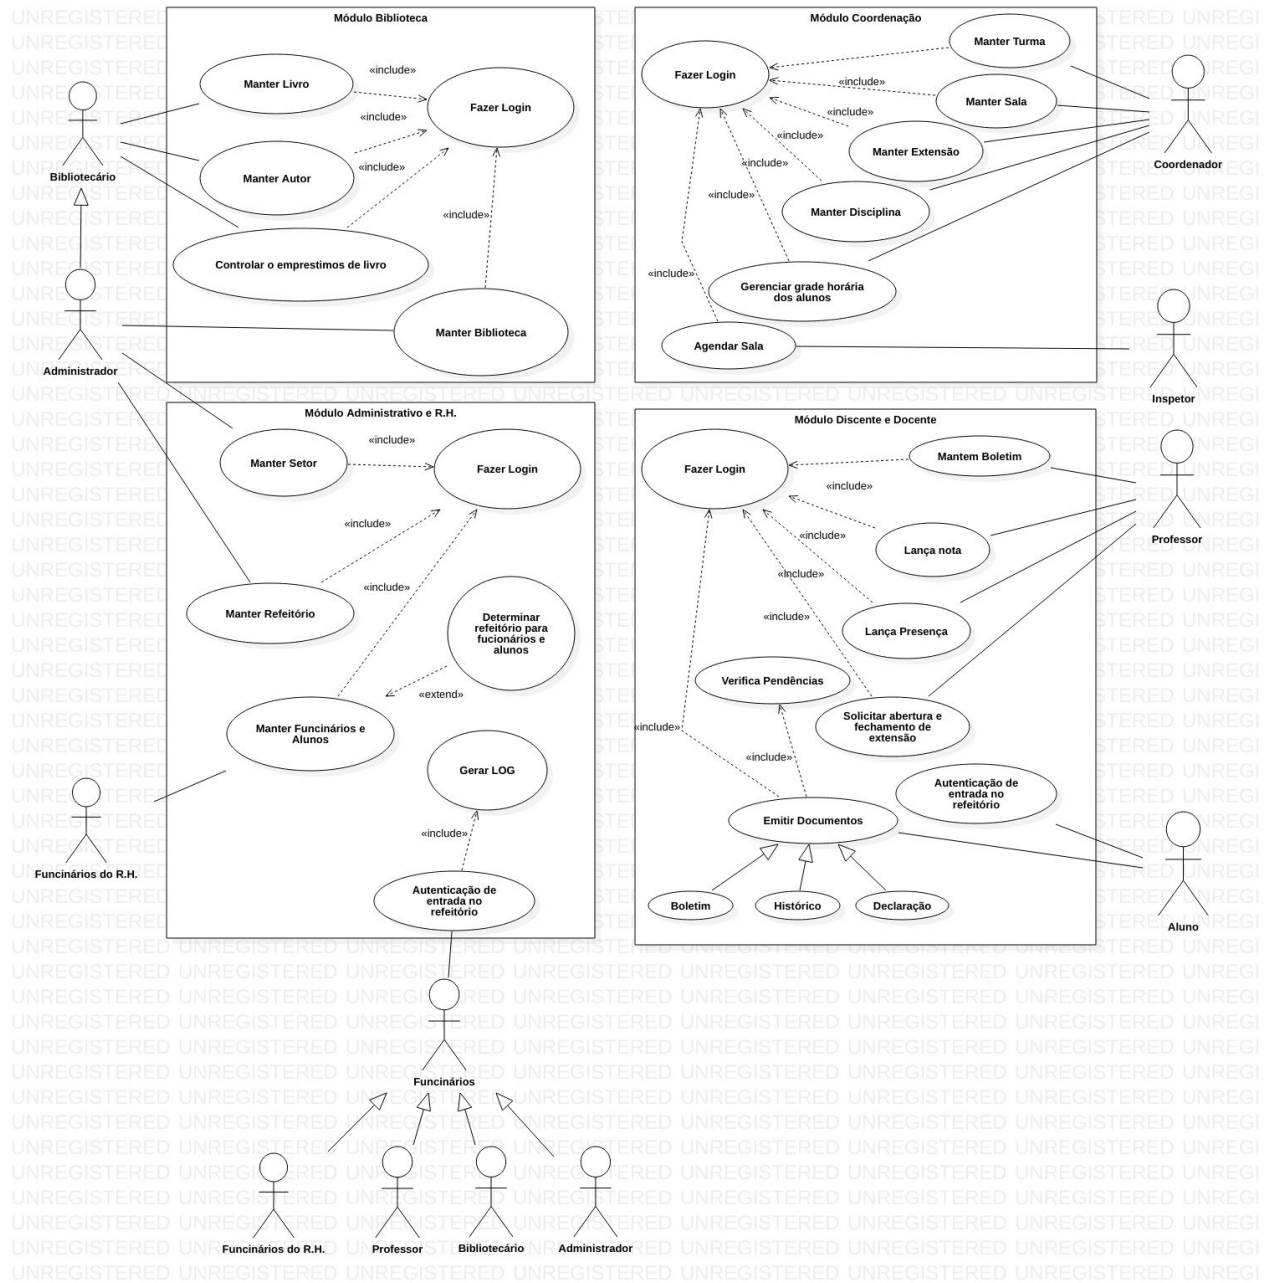 Módulo Biblioteca
Manter Livro
«include»
Fazer Login
«include»
Manter Autor
«include»
«include»
Controlar o emprestimos de livro
Manter Biblioteca
Bibliotecário
Administrador
Módulo Coordenação
Fazer Login
Manter Turma
«include»
Manter Sala
«include»
Manter Extensão
«include»
«include»
Manter Disciplina
«include»
«include»
Gerenciar grade horária
dos alunos
Agendar Sala
Coordenador
Inspetor
Módulo Administrativo e R.H.
Manter Setor
«include»
Fazer Login
«include»
«include»
Manter Refeitório
Determinar
refeitório para
fucionários e
alunos
«extend»
Manter Funcinários e
Alunos
Gerar LOG
«include»
Autenticação de
entrada no
refeitório
Funcinários do R.H.
Módulo Discente e Docente
Fazer Login
Mantem Boletim
«include»
Lança nota
«include»
«include»
«include»
Lança Presença
Verifica Pendências
Solicitar abertura e
fechamento de
extensão
«include»
«include»
Autenticação de
entrada no
refeitório
Emitir Documentos
Boletim
Histórico
Declaração
Professor
Aluno
Funcinários
Funcinários do R.H.
Professor
Bibliotecário
Administrador
UNREGISTERED